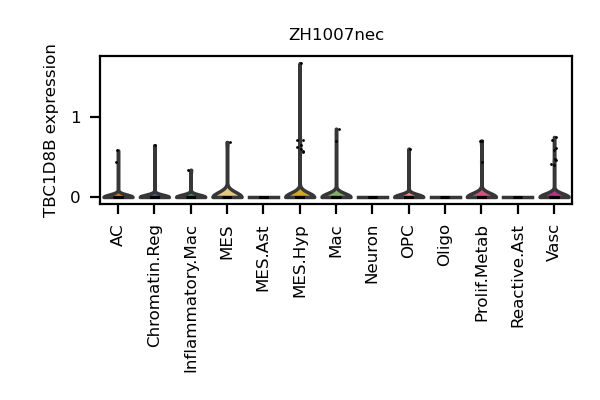 ZH1007nec
TBC1D8B expression
1
0
AC
Chromatin.Reg
Inflammatory.Mac
MES
MES.Ast
MES.Hyp
Mac
Neuron
OPC
Oligo
Prolif.Metab
Reactive.Ast
Vasc